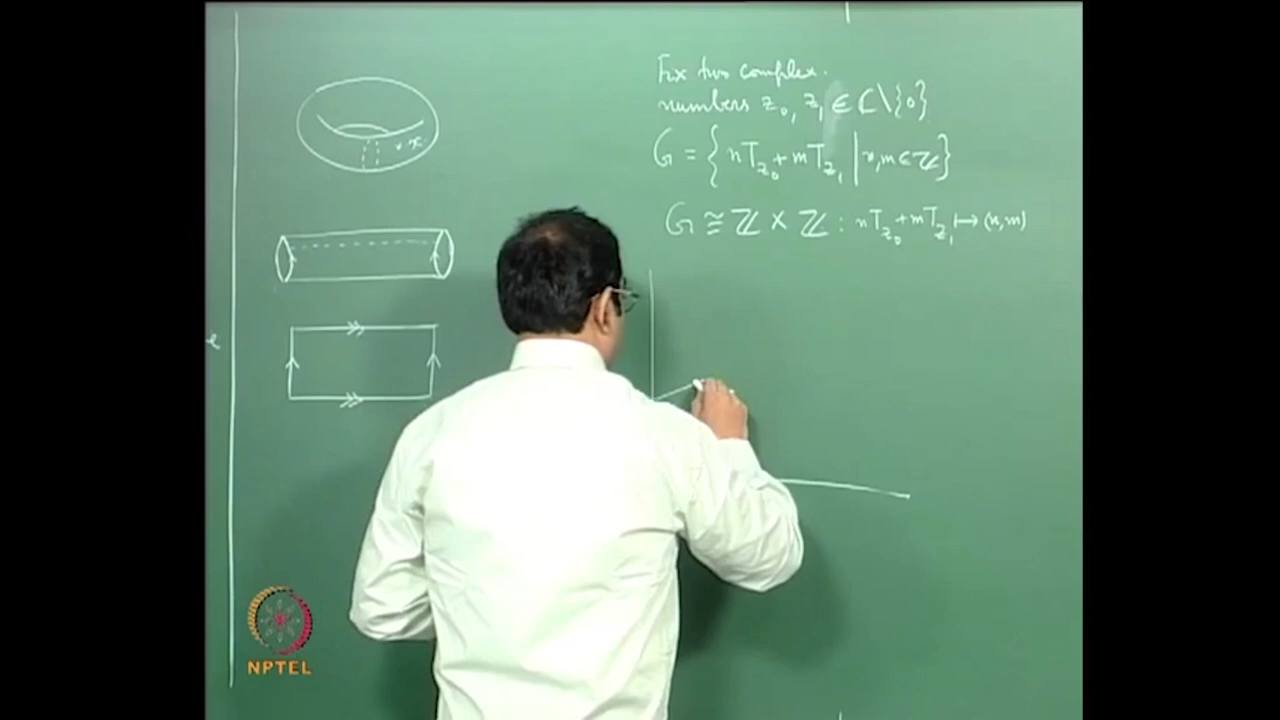 Fix two complex
numbers z₀, z₁ ∈ ℂ\{0}
G = { nT_{z₀} + mT_{z₁} | n,m ∈ ℤ }
G ≅ ℤ × ℤ : nT_{z₀} + mT_{z₁} ↦ (n,m)
NPTEL